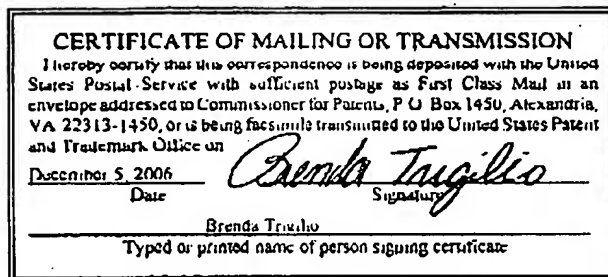 CERTIFICATE OF MAILING OR TRANSMISSION
I hereby certify that this correspondence is being deposited with the United
States Postal Service with sufficient postage as First Class Mail in an
envelope addressed to Commissioner for Patents, P O Box 1450, Alexandria,
VA 22313-1450, or is being facsimile transmitted to the United States Patent
and Trademark Office on
December 5, 2006 Brenda Trigilio
Date Signature
Brenda Trigilio
Typed or printed name of person signing certificate